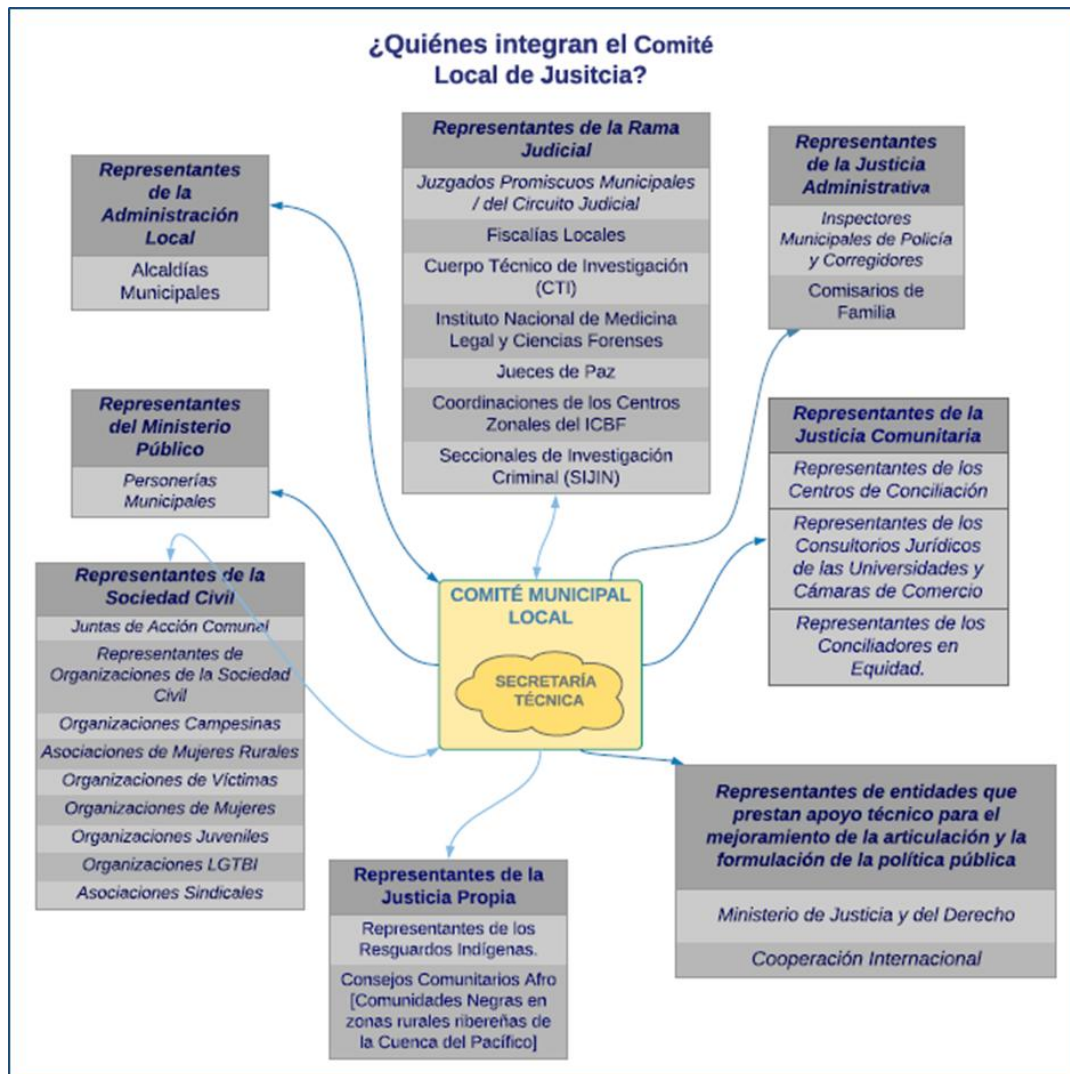 ¿Quiénes integran el Comité
Local de Jusitcia?
Representantes
de la
Administración
Local
Alcaldías
Municipales
Representantes de la Rama
Judicial
Juzgados Promiscuos Municipales
/ del Circuito Judicial
Fiscalías Locales
Cuerpo Técnico de Investigación
(CTI)
Instituto Nacional de Medicina
Legal y Ciencias Forenses
Jueces de Paz
Coordinaciones de los Centros
Zonales del ICBF
Seccionales de Investigación
Criminal (SIJIN)
Representantes
de la Justicia
Administrativa
Inspectores
Municipales de Policía
y Corregidores
Comisarios de
Familia
Representantes
del Ministerio
Público
Personerías
Municipales
Representantes de la
Justicia Comunitaria
Representantes de los
Centros de Conciliación
Representantes de los
Consultorios Jurídicos
de las Universidades y
Cámaras de Comercio
Representantes de los
Conciliadores en
Equidad.
Representantes de la
Sociedad Civil
Juntas de Acción Comunal
Representantes de
Organizaciones de la Sociedad
Civil
Organizaciones Campesinas
Asociaciones de Mujeres Rurales
Organizaciones de Víctimas
Organizaciones de Mujeres
Organizaciones Juveniles
Organizaciones LGTBI
Asociaciones Sindicales
COMITÉ MUNICIPAL
LOCAL
SECRETARÍA
TÉCNICA
Representantes de la
Justicia Propia
Representantes de los
Resguardos Indígenas.
Consejos Comunitarios Afro
[Comunidades Negras en
zonas rurales ribereñas de
la Cuenca del Pacífico]
Representantes de entidades que
prestan apoyo técnico para el
mejoramiento de la articulación y la
formulación de la política pública
Ministerio de Justicia y del Derecho
Cooperación Internacional